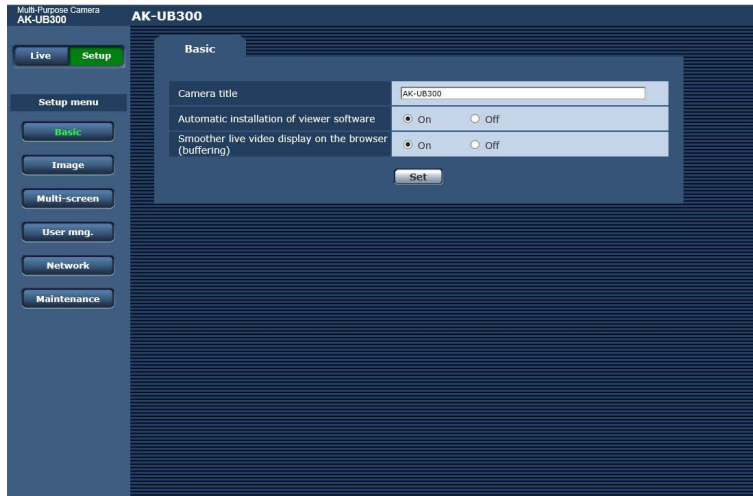 Multi-Purpose Camera
AK-UB300
AK-UB300
Live
Setup
Setup menu
Basic
Image
Multi-screen
User mng.
Network
Maintenance
Basic
Camera title
AK-UB300
Automatic installation of viewer software
On
Off
Smoother live video display on the browser
(buffering)
On
Off
Set